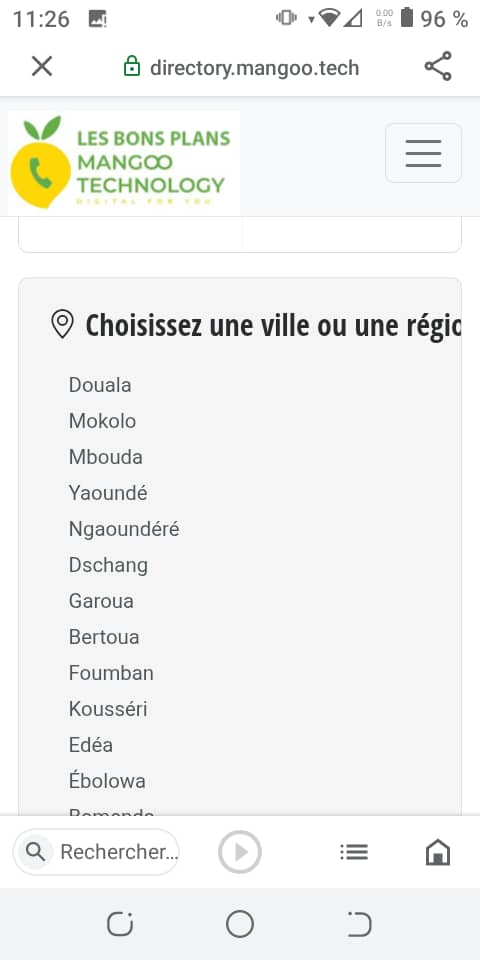 11:26
0.00
B/s
96 %
directory.mangoo.tech
LES BONS PLANS
MANGOO
TECHNOLOGY
DIGITAL FOR YOU
Choisissez une ville ou une régio
Douala
Mokolo
Mbouda
Yaoundé
Ngaoundéré
Dschang
Garoua
Bertoua
Foumban
Kousséri
Edéa
Ébolowa
Rechercher...